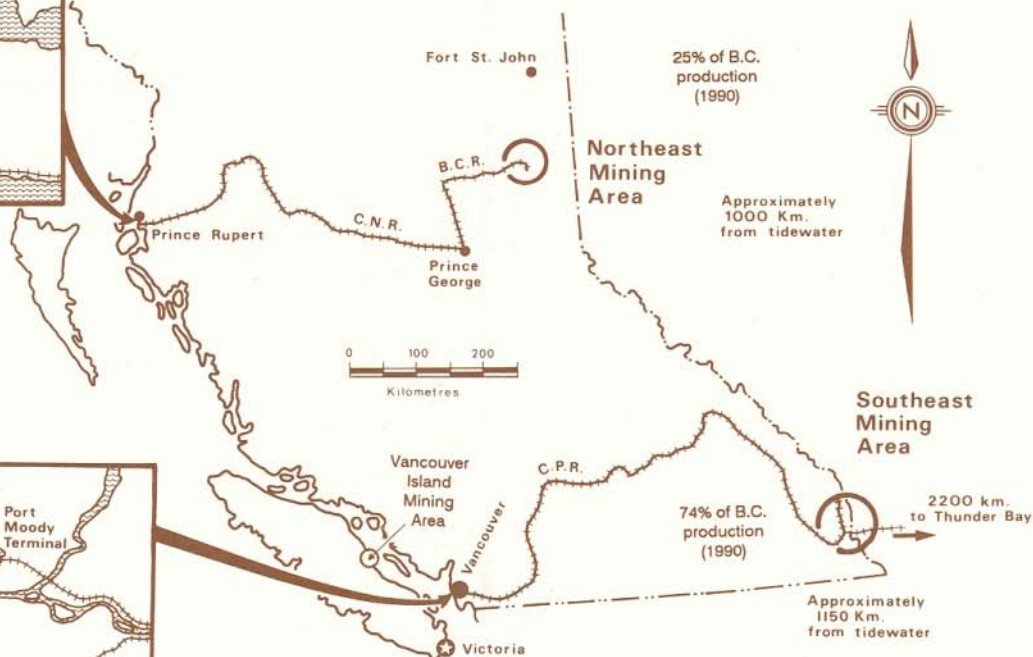 Fort St. John
25% of B.C.
production
(1990)
N
B.C.R.
Northeast
Mining
Area
Approximately
1000 Km.
from tidewater
C.N.R.
Prince Rupert
Prince
George
0 100 200
Kilometres
Southeast
Mining
Area
C.P.R.
Vancouver
Island
Mining
Area
Port
Moody
Terminal
74% of B.C.
production
(1990)
2200 km.
to Thunder Bay
Vancouver
Approximately
1150 Km.
from tidewater
Victoria